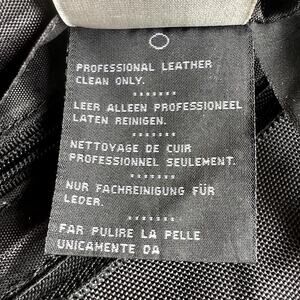 PROFESSIONAL LEATHER
CLEAN ONLY.
LEER ALLEEN PROFESSIONEEL
LATEN REINIGEN.
NETTOYAGE DE CUIR
PROFESSIONNEL SEULEMENT.
NUR FACHREINIGUNG FÜR
LEDER.
FAR PULIRE LA PELLE
UNICAMENTE DA